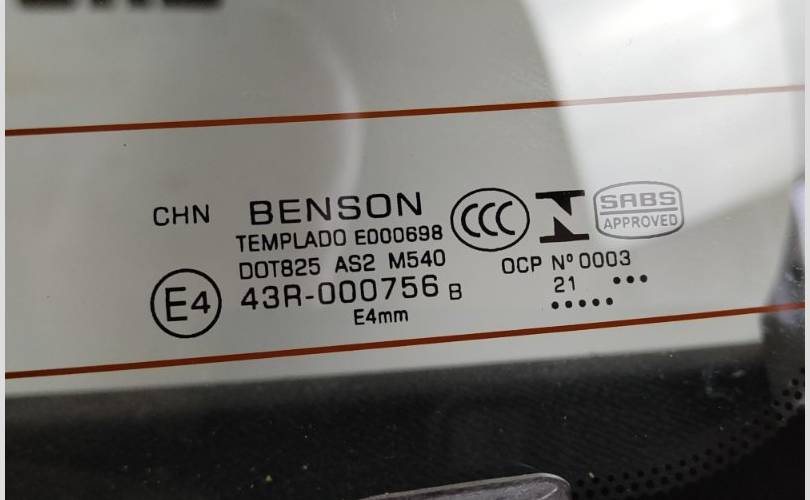 CHN BENSON
TEMPLADO E000698
CCC
N
SABS
APPROVED
DOT825 AS2 M540
OCP Nº 0003
E4 43R-000756 B
21
E4mm